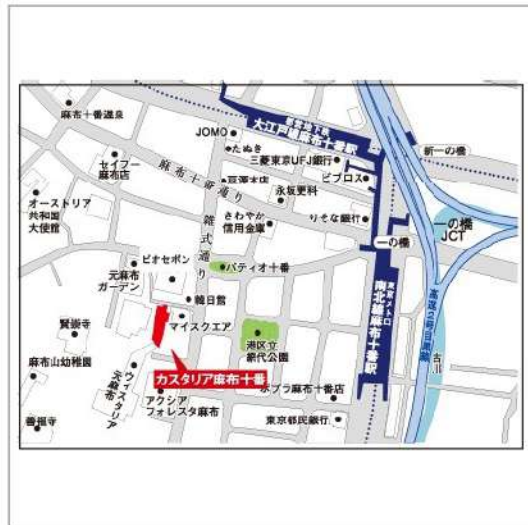 麻布十番温泉
JOMO
たぬき
都営地下鉄
大江戸線麻布十番駅
三菱東京UFJ銀行
新一の橋
セイフー
麻布店
麻布十番通り
豆源本店
ピブロス
永坂更科
オーストリア
共和国
大使館
雑式通り
さわやか
信用金庫
りそな銀行
一の橋
一の橋
JCT
ビオセボン
パティオ十番
元麻布
ガーデン
韓日館
マイスクエア
東京メトロ
南北線麻布十番駅
高速2号目黒線
古川
賢崇寺
港区立
網代公園
麻布山幼稚園
カスタリア麻布十番
ウィスタリア
元麻布
アクシア
フォレスタ麻布
ポプラ麻布十番店
善福寺
東京都民銀行